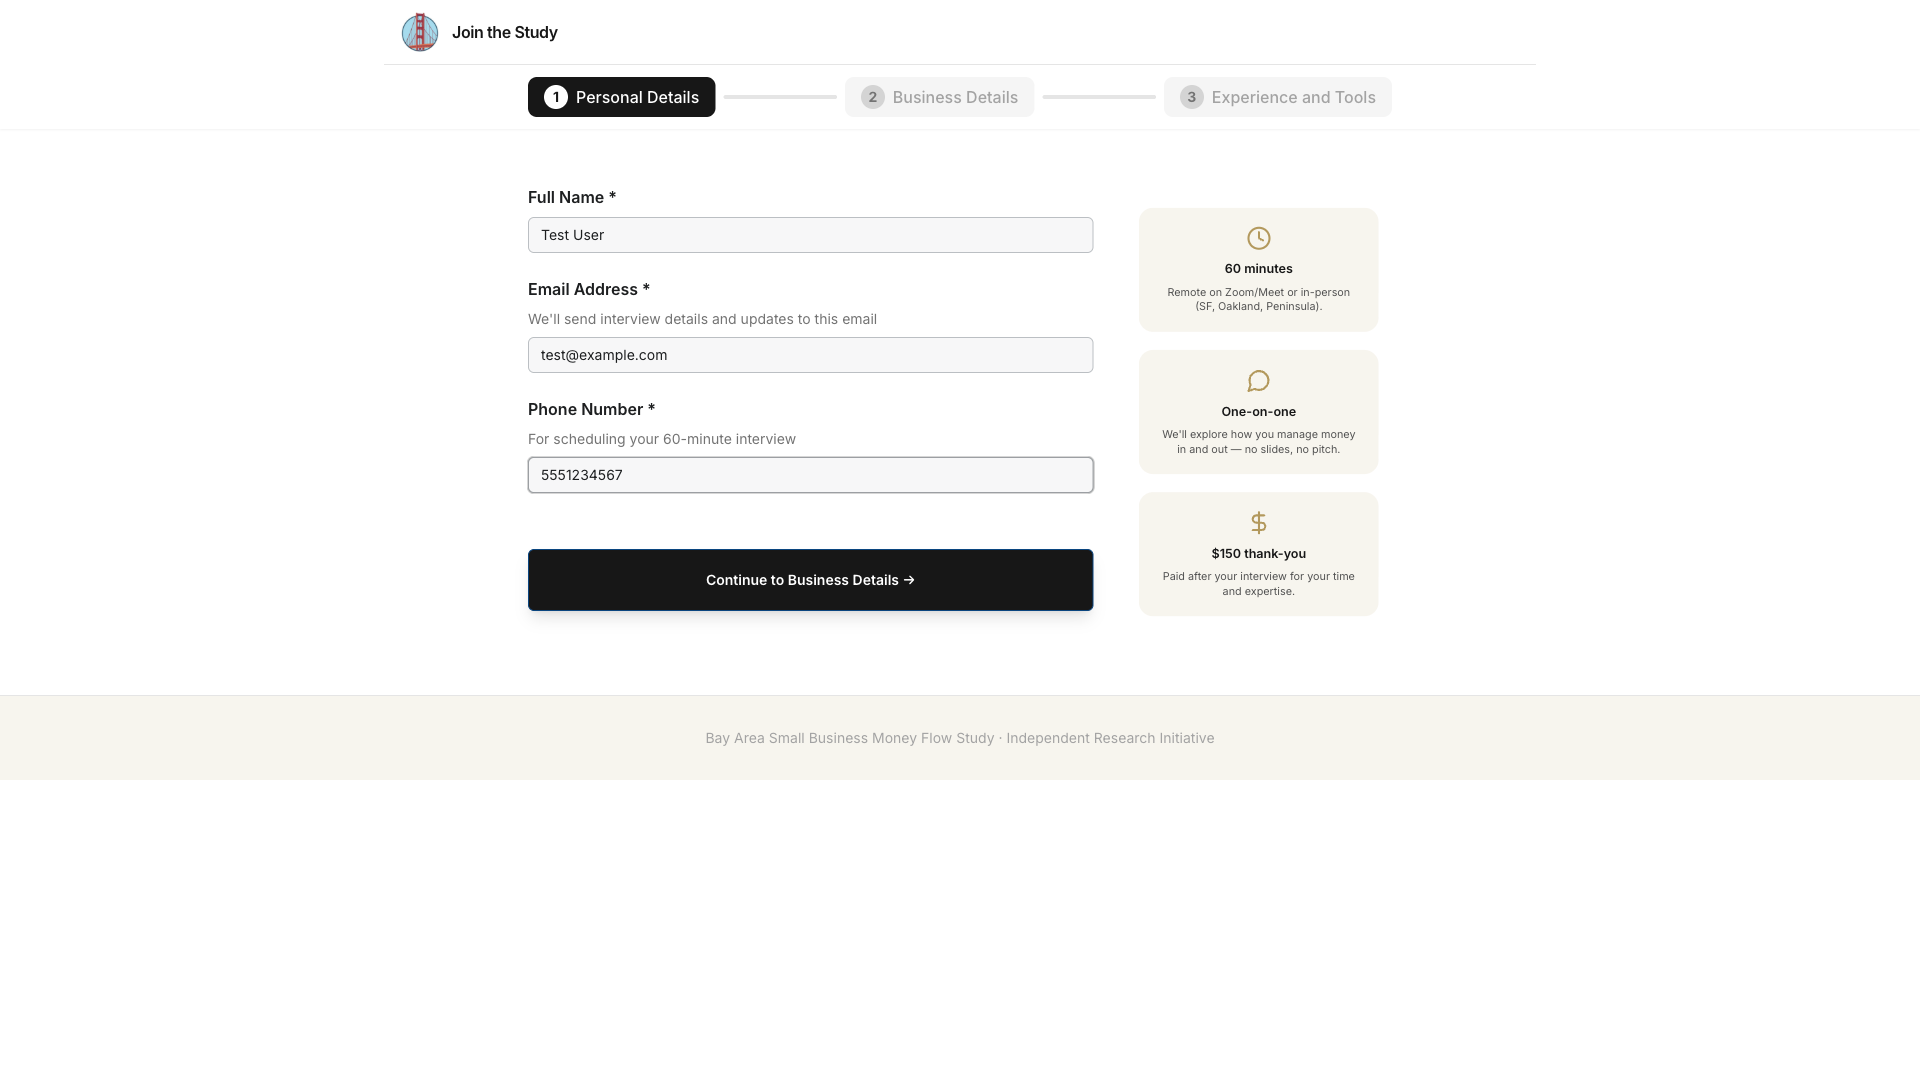 Join the Study
1 Personal Details
2 Business Details
3 Experience and Tools
Full Name *
Test User
Email Address *
We'll send interview details and updates to this email
test@example.com
Phone Number *
For scheduling your 60-minute interview
5551234567
Continue to Business Details →
60 minutes
Remote on Zoom/Meet or in-person
(SF, Oakland, Peninsula).
One-on-one
We'll explore how you manage money
in and out — no slides, no pitch.
$150 thank-you
Paid after your interview for your time
and expertise.
Bay Area Small Business Money Flow Study · Independent Research Initiative